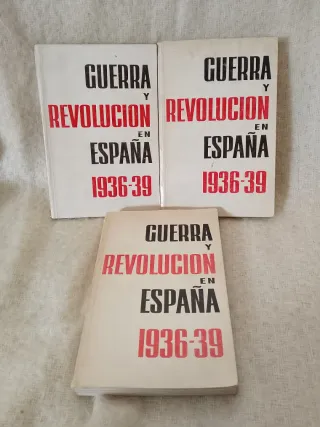 GUERRA
Y
REVOLUCION
EN
ESPAÑA
1936-39
GUERRA
Y
REVOLUCION
EN
ESPAÑA
1936-39
GUERRA
Y
REVOLUCION
EN
ESPAÑA
1936-39